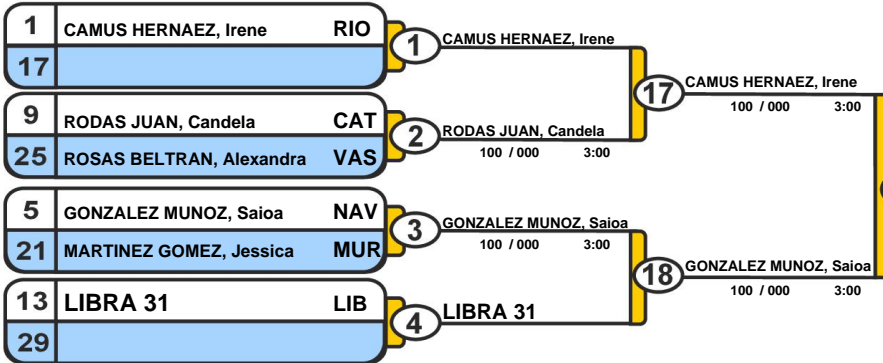 1 CAMUS HERNAEZ, Irene RIO
17
1
CAMUS HERNAEZ, Irene
9 RODAS JUAN, Candela CAT
25 ROSAS BELTRAN, Alexandra VAS
2
RODAS JUAN, Candela
100 / 000 3:00
17
CAMUS HERNAEZ, Irene
100 / 000 3:00
5 GONZALEZ MUNOZ, Saioa NAV
21 MARTINEZ GOMEZ, Jessica MUR
3
GONZALEZ MUNOZ, Saioa
100 / 000 3:00
13 LIBRA 31 LIB
29
4
LIBRA 31
18
GONZALEZ MUNOZ, Saioa
100 / 000 3:00